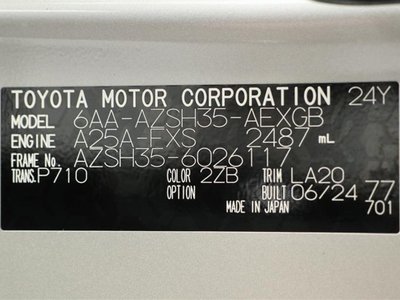 TOYOTA MOTOR CORPORATION 24Y
MODEL 6AA-AZSH35-AEXGB
ENGINE A25A-FXS 2487 mL
FRAME No. AZSH35-6026117
TRANS. P710 COLOR 2ZB TRIM LA20
OPTION BUILT 06/24 77
MADE IN JAPAN 701